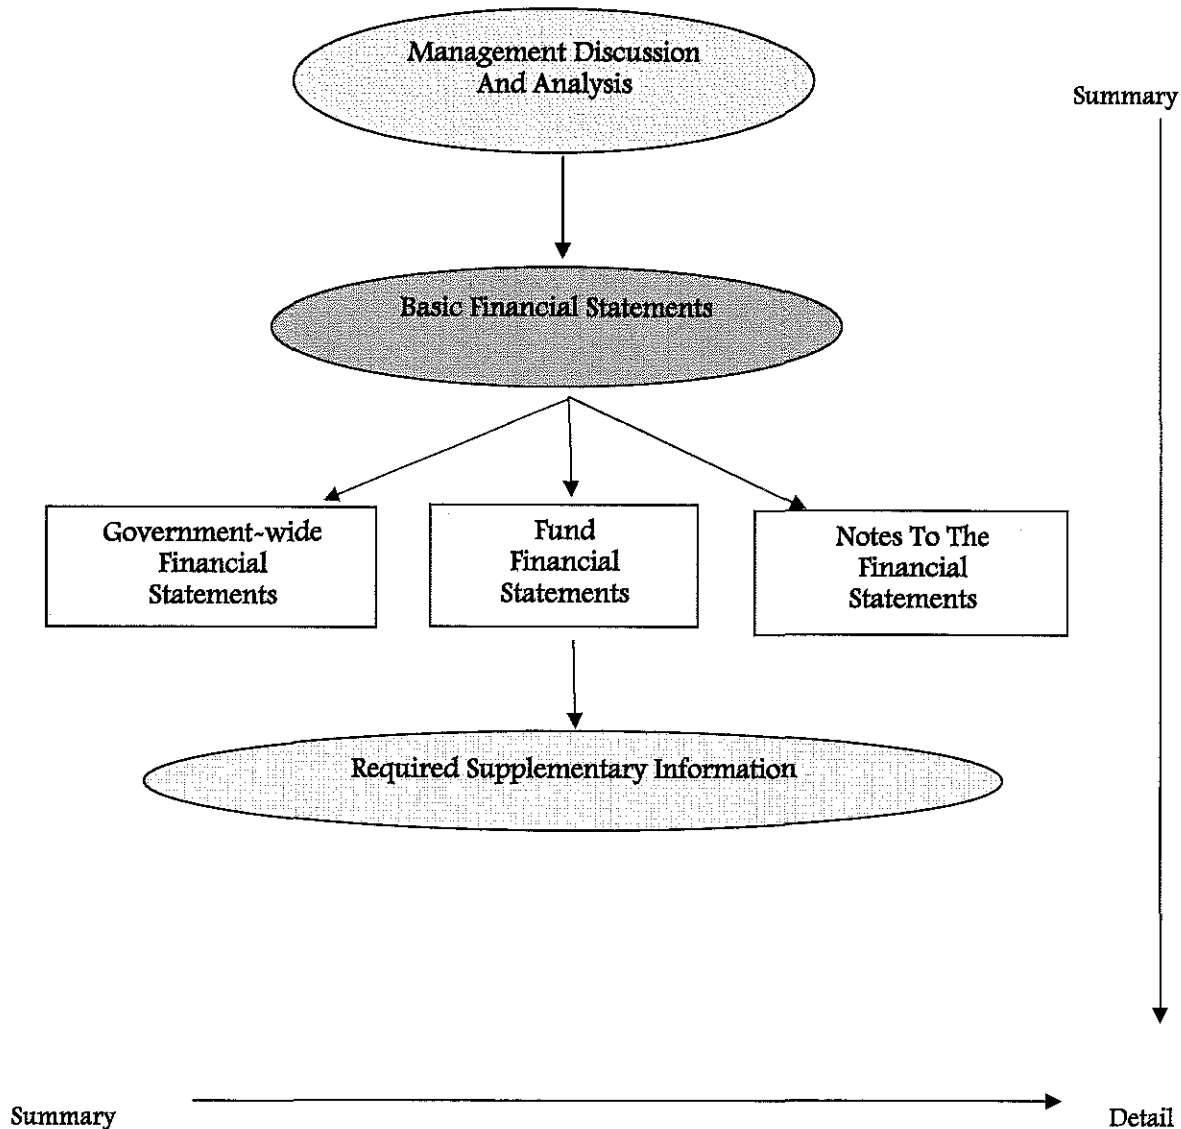 Management Discussion
And Analysis
Summary
Basic Financial Statements
Government-wide
Financial
Statements
Fund
Financial
Statements
Notes To The
Financial
Statements
Required Supplementary Information
Summary
Detail